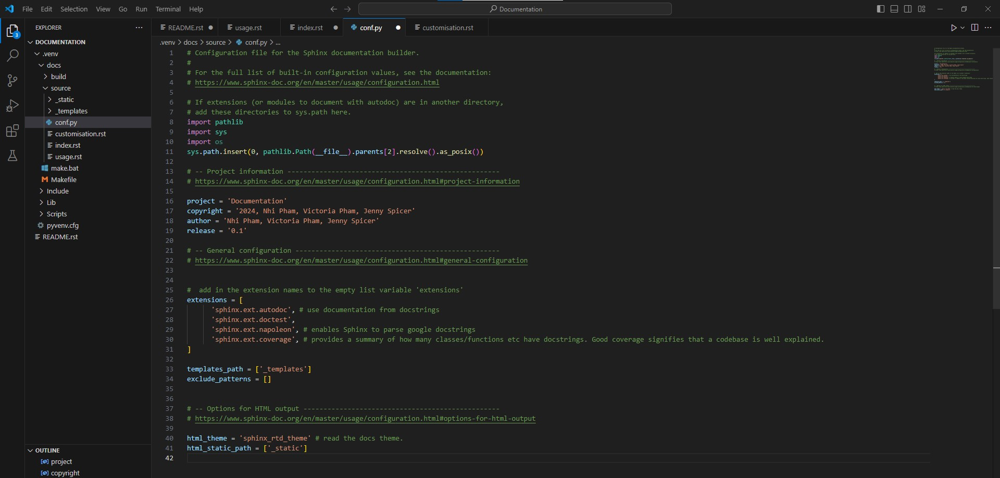 File Edit Selection View Go Run Terminal Help
Documentation
EXPLORER
README.rst
usage.rst
index.rst
conf.py
customisation.rst
3
DOCUMENTATION
.venv
docs
build
source
_static
_templates
conf.py
customisation.rst
index.rst
usage.rst
make.bat
Makefile
Include
Lib
Scripts
pyvenv.cfg
README.rst
OUTLINE
project
copyright
.venv > docs > source > conf.py > ...
1 # Configuration file for the Sphinx documentation builder.
2 #
3 # For the full list of built-in configuration values, see the documentation:
4 # https://www.sphinx-doc.org/en/master/usage/configuration.html
5
6 # If extensions (or modules to document with autodoc) are in another directory,
7 # add these directories to sys.path here.
8 import pathlib
9 import sys
10 import os
11 sys.path.insert(0, pathlib.Path(__file__).parents[2].resolve().as_posix())
12
13 # -- Project information -----------------------------------------------------
14 # https://www.sphinx-doc.org/en/master/usage/configuration.html#project-information
15
16 project = 'Documentation'
17 copyright = '2024, Nhi Pham, Victoria Pham, Jenny Spicer'
18 author = 'Nhi Pham, Victoria Pham, Jenny Spicer'
19 release = '0.1'
20
21 # -- General configuration ---------------------------------------------------
22 # https://www.sphinx-doc.org/en/master/usage/configuration.html#general-configuration
23
24
25 #  add in the extension names to the empty list variable 'extensions'
26 extensions = [
27 'sphinx.ext.autodoc', # use documentation from docstrings
28 'sphinx.ext.doctest',
29 'sphinx.ext.napoleon', # enables Sphinx to parse google docstrings
30 'sphinx.ext.coverage', # provides a summary of how many classes/functions etc have docstrings. Good coverage signifies that a codebase is well explained.
31 ]
32
33 templates_path = ['_templates']
34 exclude_patterns = []
35
36
37 # -- Options for HTML output -------------------------------------------------
38 # https://www.sphinx-doc.org/en/master/usage/configuration.html#options-for-html-output
39
40 html_theme = 'sphinx_rtd_theme' # read the docs theme.
41 html_static_path = ['_static']
42